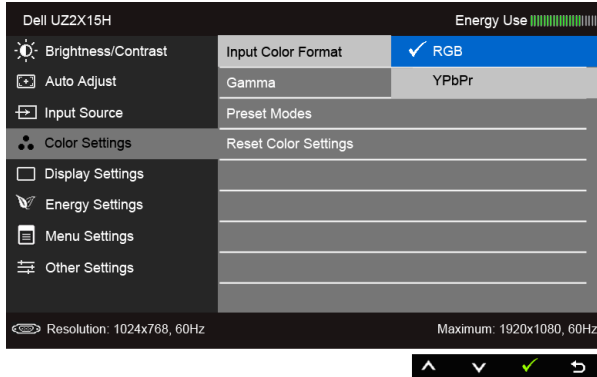 Dell UZ2X15H Energy Use
Brightness/Contrast Input Color Format RGB
Auto Adjust Gamma YPbPr
Input Source Preset Modes
Color Settings Reset Color Settings
Display Settings
Energy Settings
Menu Settings
Other Settings
Resolution: 1024x768, 60Hz Maximum: 1920x1080, 60Hz